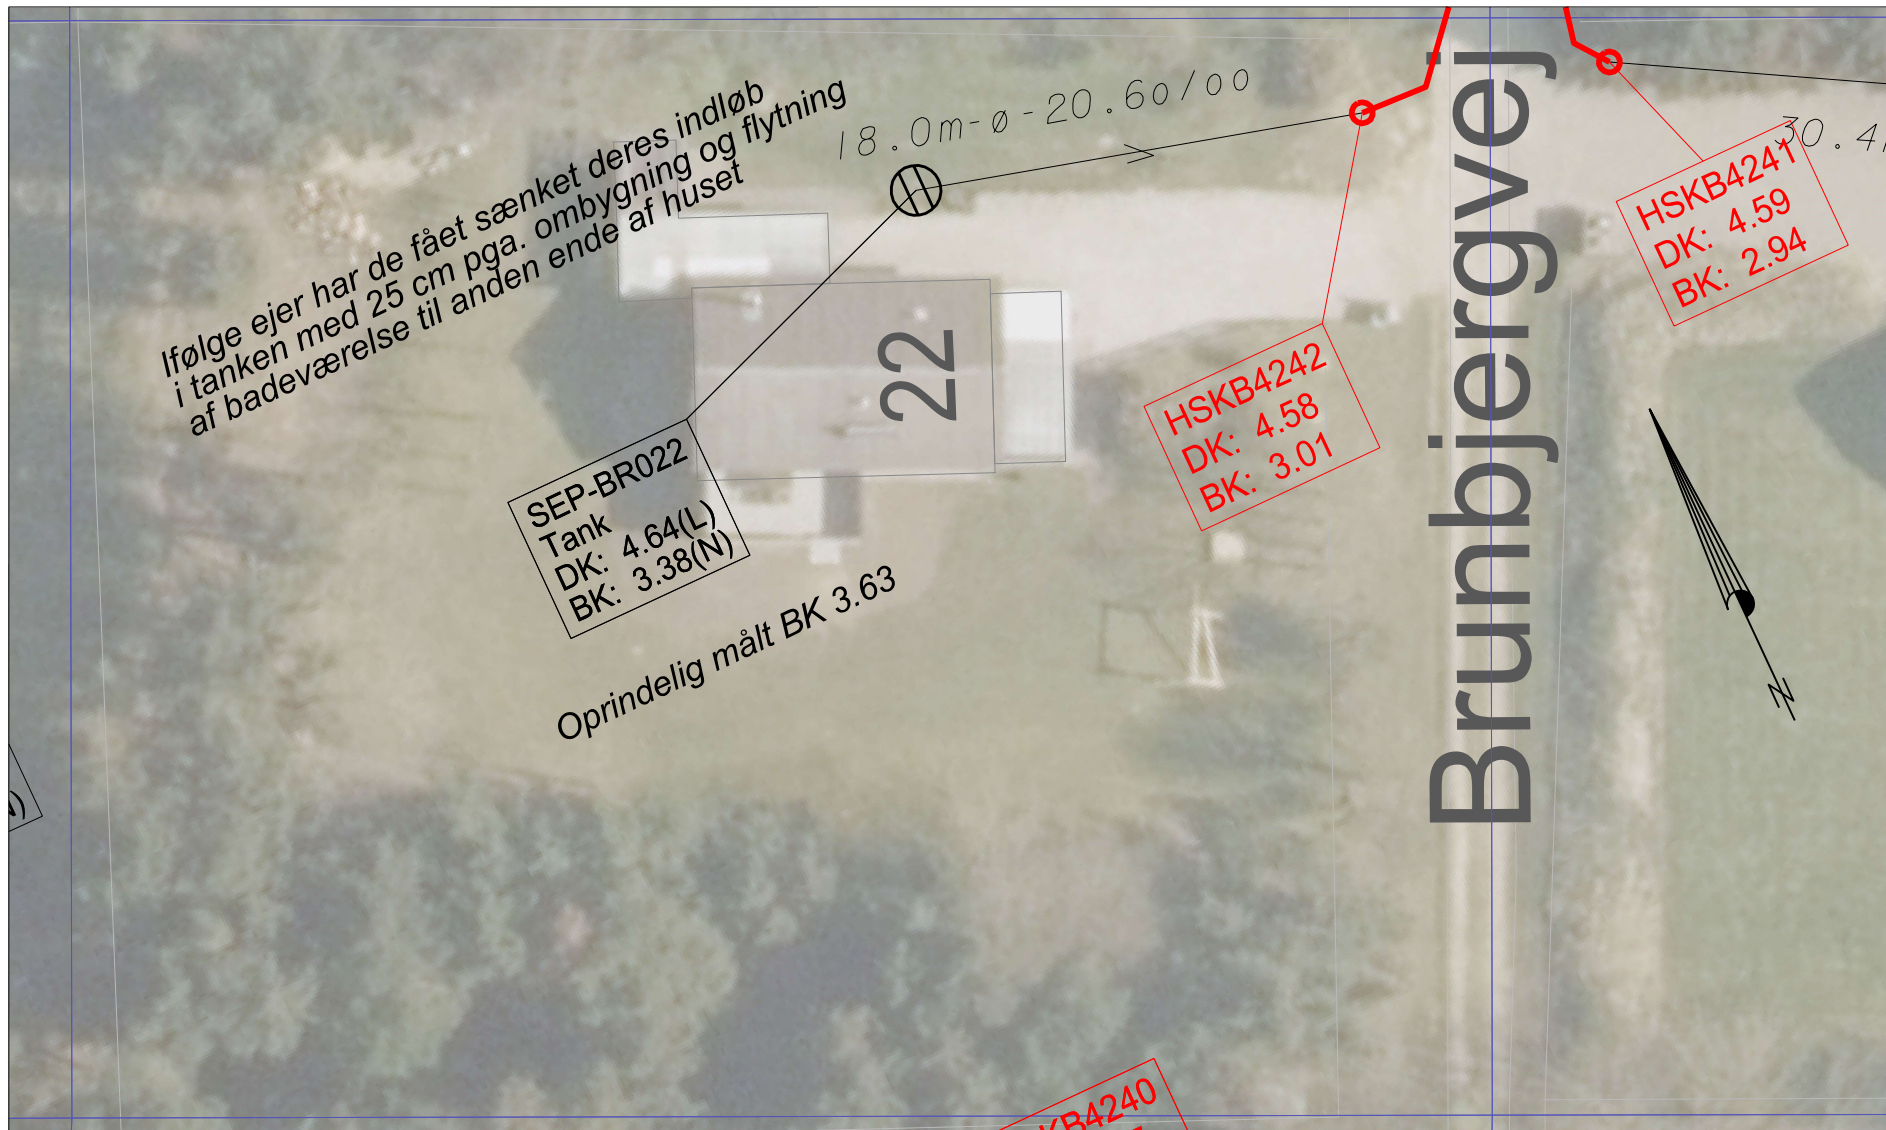 Ifølge ejer har de fået sænket deres indløb
i tanken med 25 cm pga. ombygning og flytning
af badeværelse til anden ende af huset
18.0m-ø-20.6o/oo
Brunbjergvej
HSKB4241
DK: 4.59
BK: 2.94
22
HSKB4242
DK: 4.58
BK: 3.01
SEP-BR022
Tank
DK: 4.64(L)
BK: 3.38(N)
Oprindelig målt BK 3.63
N